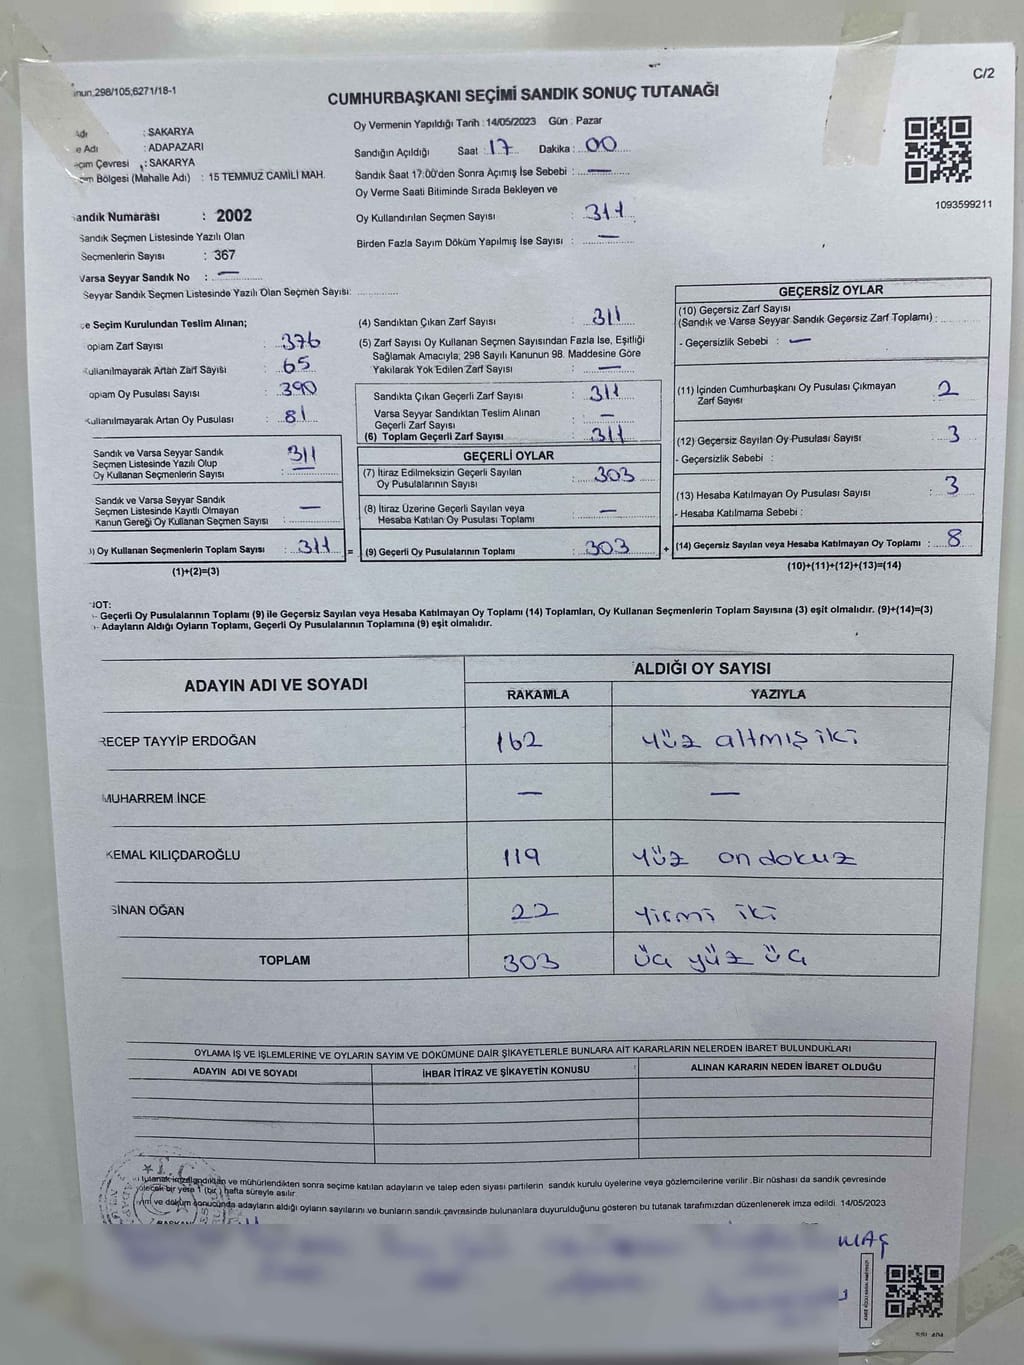 298/105,6271/18-1
C/2
CUMHURBAŞKANI SEÇİMİ SANDIK SONUÇ TUTANAĞI
Oy Vermenin Yapıldığı Tarih : 14/05/2023 Gün : Pazar
: SAKARYA
: ADAPAZARI
: SAKARYA
Bölgesi (Mahalle Adı) : 15 TEMMUZ CAMİLİ MAH.
Sandığın Açıldığı Saat : 17 Dakika : 00
Sandık Saat 17:00'den Sonra Açımış İse Sebebi : —
Oy Verme Saati Bitiminde Sırada Bekleyen ve
Oy Kullandırılan Seçmen Sayısı : 311
Birden Fazla Sayım Döküm Yapılmış İse Sayısı : —
1093599211
andık Numarası : 2002
Sandık Seçmen Listesinde Yazılı Olan
Seçmenlerin Sayısı : 367
Varsa Seyyar Sandık No : —
Seyyar Sandık Seçmen Listesinde Yazılı Olan Seçmen Sayısı:
e Seçim Kurulundan Teslim Alınan;
oplam Zarf Sayısı : 376
ullanılmayarak Artan Zarf Sayısı : 65
oplam Oy Pusulası Sayısı : 390
ullanılmayarak Artan Oy Pusulası : 81
Sandık ve Varsa Seyyar Sandık
Seçmen Listesinde Yazılı Olup
Oy Kullanan Seçmenlerin Sayısı : 311
Sandık ve Varsa Seyyar Sandık
Seçmen Listesinde Kayıtlı Olmayan
Kanun Gereği Oy Kullanan Seçmen Sayısı : —
) Oy Kullanan Seçmenlerin Toplam Sayısı : 311 =
(1)+(2)=(3)
(4) Sandıktan Çıkan Zarf Sayısı : 311
(5) Zarf Sayısı Oy Kullanan Seçmen Sayısından Fazla İse, Eşitliği
Sağlamak Amacıyla; 298 Sayılı Kanunun 98. Maddesine Göre
Yakılarak Yok Edilen Zarf Sayısı : —
Sandıkta Çıkan Geçerli Zarf Sayısı : 311
Varsa Seyyar Sandıktan Teslim Alınan
Geçerli Zarf Sayısı : —
(6) Toplam Geçerli Zarf Sayısı : 311
GEÇERLİ OYLAR
(7) İtiraz Edilmeksizin Geçerli Sayılan
Oy Pusulalarının Sayısı : 303
(8) İtiraz Üzerine Geçerli Sayılan veya
Hesaba Katılan Oy Pusulası Toplamı : —
(9) Geçerli Oy Pusulalarının Toplamı : 303 +
GEÇERSİZ OYLAR
(10) Geçersiz Zarf Sayısı
(Sandık ve Varsa Seyyar Sandık Geçersiz Zarf Toplamı) :
- Geçersizlik Sebebi : —
(11) İçinden Cumhurbaşkanı Oy Pusulası Çıkmayan
Zarf Sayısı 2
(12) Geçersiz Sayılan Oy Pusulası Sayısı : 3
- Geçersizlik Sebebi :
(13) Hesaba Katılmayan Oy Pusulası Sayısı : 3
- Hesaba Katılmama Sebebi :
(14) Geçersiz Sayılan veya Hesaba Katılmayan Oy Toplamı : 8
(10)+(11)+(12)+(13)=(14)
NOT:
- Geçerli Oy Pusulalarının Toplamı (9) ile Geçersiz Sayılan veya Hesaba Katılmayan Oy Toplamı (14) Toplamları, Oy Kullanan Seçmenlerin Toplam Sayısına (3) eşit olmalıdır. (9)+(14)=(3)
- Adayların Aldığı Oyların Toplamı, Geçerli Oy Pusulalarının Toplamına (9) eşit olmalıdır.
ADAYIN ADI VE SOYADI
ALDIĞI OY SAYISI
RAKAMLA YAZIYLA
RECEP TAYYİP ERDOĞAN 162 yüz altmış iki
MUHARREM İNCE — —
KEMAL KILIÇDAROĞLU 119 yüz on dokuz
SİNAN OĞAN 22 yirmi iki
TOPLAM 303 üç yüz üç
OYLAMA İŞ VE İŞLEMLERİNE VE OYLARIN SAYIM VE DÖKÜMÜNE DAİR ŞİKAYETLERLE BUNLARA AİT KARARLARIN NELERDEN İBARET BULUNDUKLARI
ADAYIN ADI VE SOYADI İHBAR İTİRAZ VE ŞİKAYETİN KONUSU ALINAN KARARIN NEDEN İBARET OLDUĞU
tutanak imzalandıktan ve mühürlendikten sonra seçime katılan adayların ve talep eden siyasi partilerin sandık kurulu üyelerine veya gözlemcilerine verilir. Bir nüshası da sandık çevresinde
bir yere 1 (bir) hafta süreyle asılır
ve döküm sonucunda adayların aldığı oyların sayılarını ve bunların sandık çevresinde bulunanlara duyurulduğunu gösteren bu tutanak tarafımızdan düzenlenerek imza edildi. 14/05/2023
T.C.
BAŞKAN